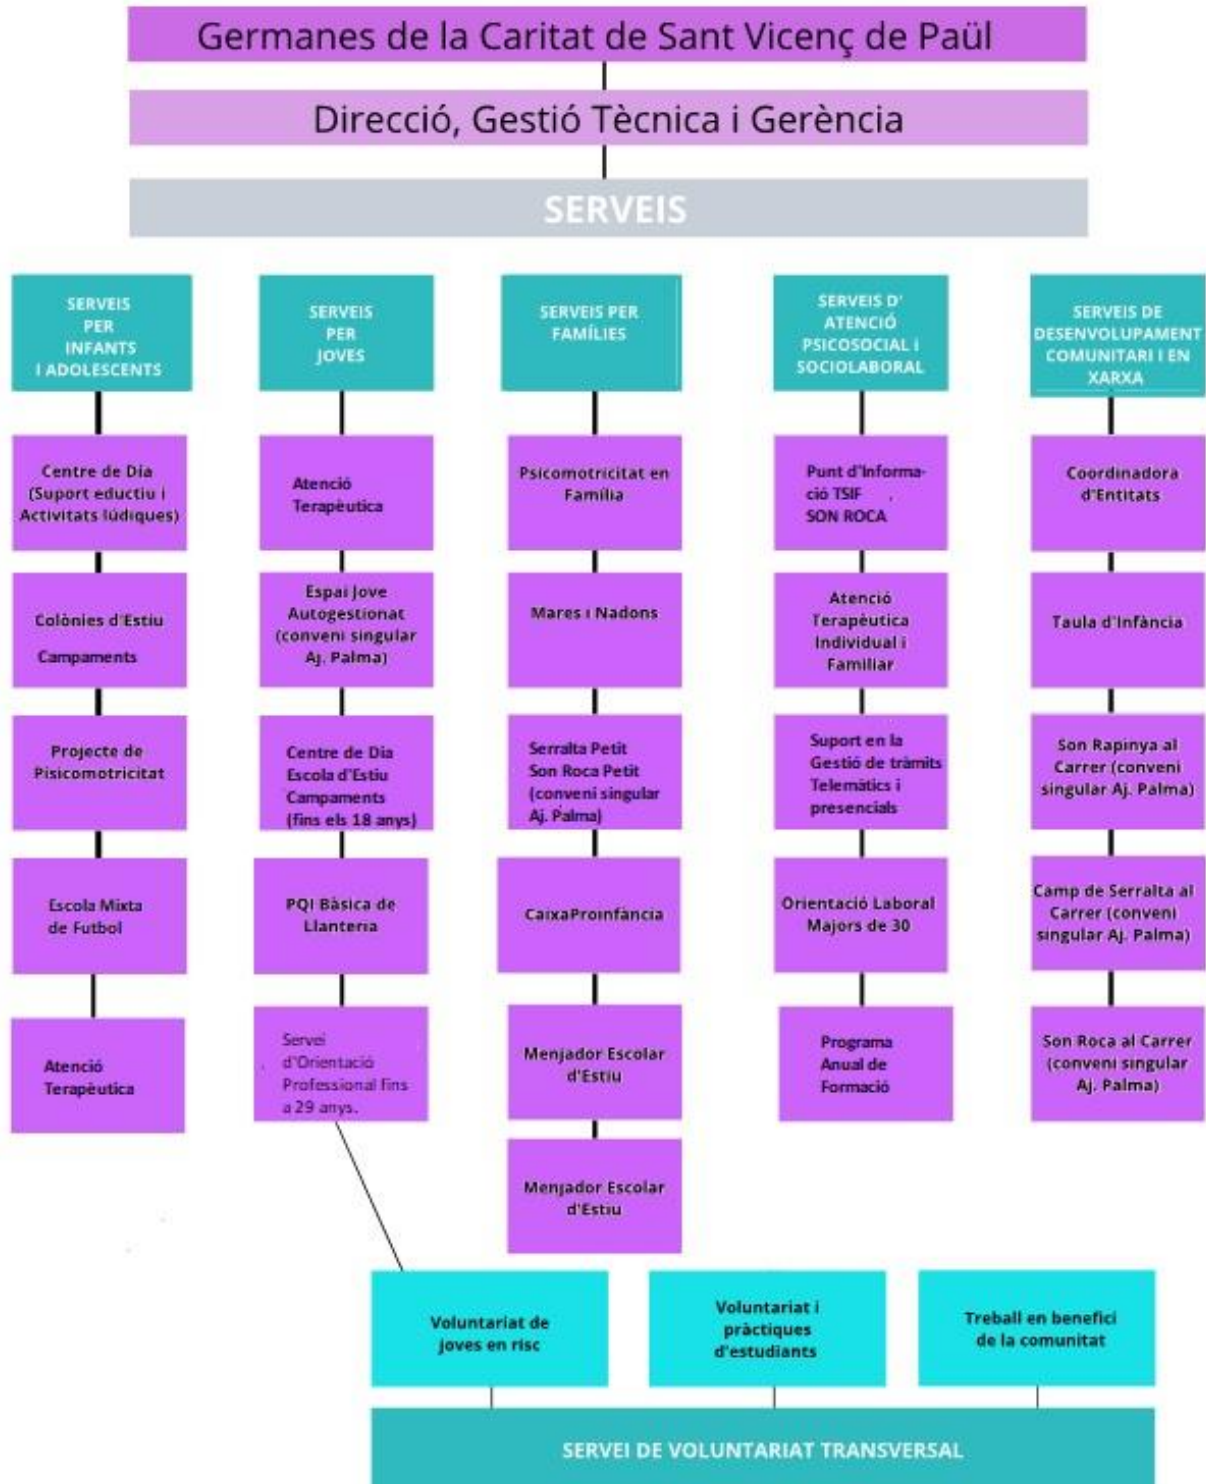 Germanes de la Caritat de Sant Vicenç de Paül
Direcció, Gestió Tècnica i Gerència
SERVEIS
SERVEIS
PER
INFANTS
I ADOLESCENTS
Centre de Dia
(Suport eductiu i
Activitats lúdiques)
Colònies d'Estiu
Campaments
Projecte de
Pisicomotricitat
Escola Mixta
de Futbol
Atenció
Terapèutica
SERVEIS
PER
JOVES
Atenció
Terapèutica
Espai Jove
Autogestionat
(conveni singular
Aj. Palma)
Centre de Dia
Escola d'Estiu
Campaments
(fins els 18 anys)
PQI Bàsica de
Llanteria
Servei
d'Orientació
Professional fins
a 29 anys.
SERVEIS PER
FAMÍLIES
Psicomotricitat en
Família
Mares i Nadons
Serralta Petit
Son Roca Petit
(conveni singular
Aj. Palma)
CaixaProinfància
Menjador Escolar
d'Estiu
Menjador Escolar
d'Estiu
SERVEIS D'
ATENCIÓ
PSICOSOCIAL i
SOCIOLABORAL
Punt d'Informa-
ció TSIF
SON ROCA
Atenció
Terapèutica
Individual i
Familiar
Suport en la
Gestió de tràmits
Telemàtics i
presencials
Orientació Laboral
Majors de 30
Programa
Anual de
Formació
SERVEIS DE
DESENVOLUPAMENT
COMUNITARI I EN
XARXA
Coordinadora
d'Entitats
Taula d'Infància
Son Rapinya al
Carrer (conveni
singular Aj. Palma)
Camp de Serralta al
Carrer (conveni
singular Aj. Palma)
Son Roca al Carrer
(conveni singular
Aj. Palma)
Voluntariat de
joves en risc
Voluntariat i
pràctiques
d'estudiants
Treball en benefici
de la comunitat
SERVEI DE VOLUNTARIAT TRANSVERSAL